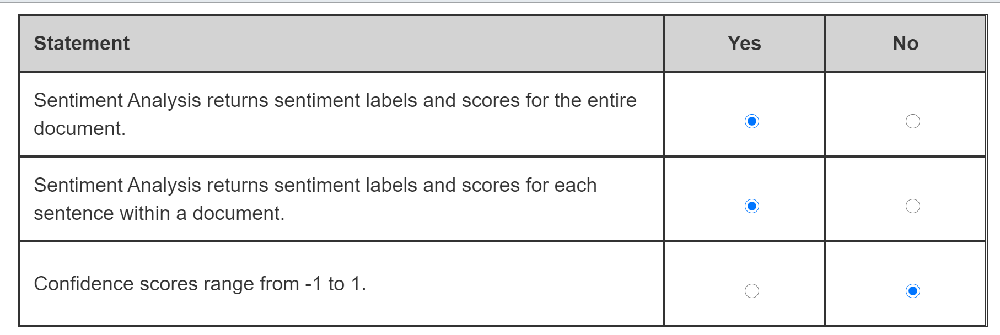 Statement Yes No
Sentiment Analysis returns sentiment labels and scores for the entire
document.
Sentiment Analysis returns sentiment labels and scores for each
sentence within a document.
Confidence scores range from -1 to 1.